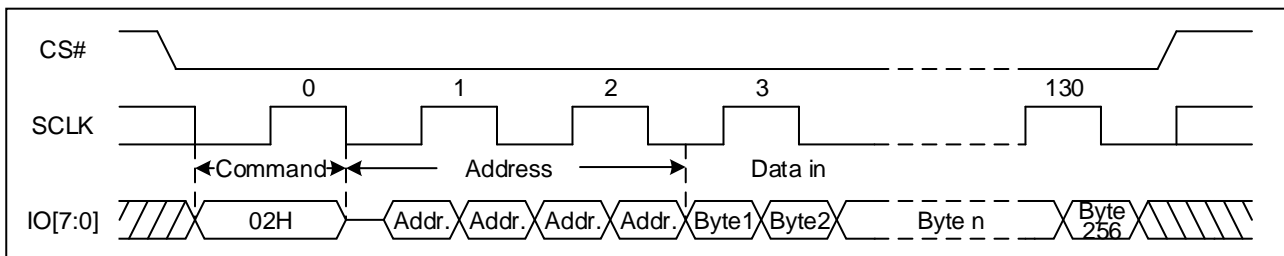 CS#
0 1 2 3 130
SCLK
Command Address Data in
IO[7:0] 02H Addr. Addr. Addr. Addr. Byte1 Byte2 Byte n Byte
256